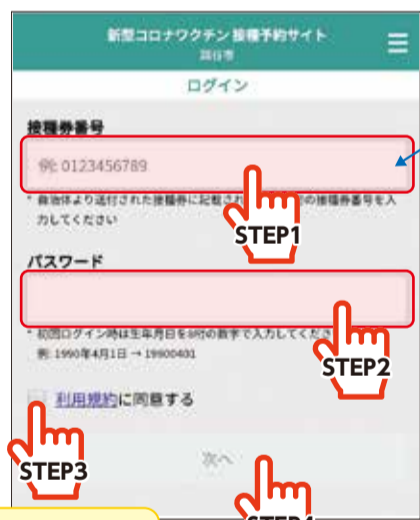 新型コロナワクチン 接種予約サイト
ログイン
接種券番号
例: 0123456789
* 自治体より送付された接種券に記載され
の接種券番号を入
力してください
STEP1
パスワード
* 初回ログイン時は生年月日を8桁の数字で入力してくださ
例: 1990年4月1日 → 19900401
STEP2
利用規約に同意する
STEP3
次へ
STEP4